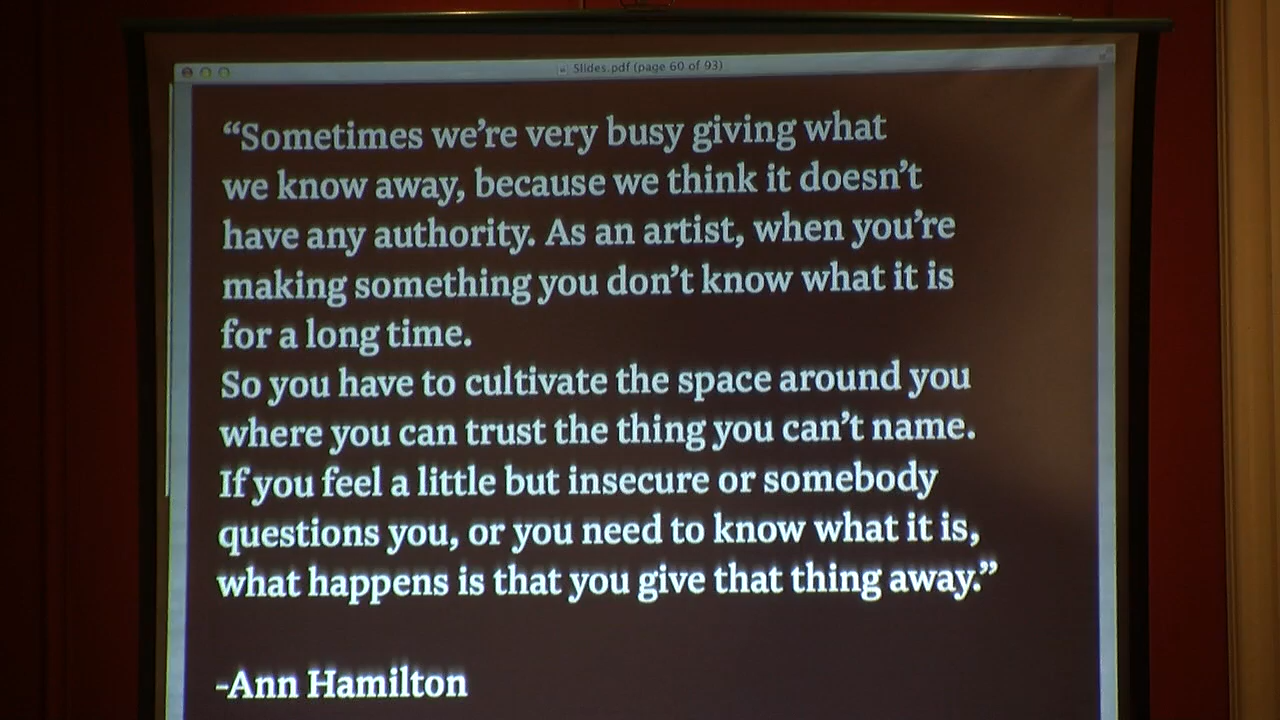 Slides.pdf (page 60 of 93)
“Sometimes we’re very busy giving what
we know away, because we think it doesn’t
have any authority. As an artist, when you’re
making something you don’t know what it is
for a long time.
So you have to cultivate the space around you
where you can trust the thing you can’t name.
If you feel a little but insecure or somebody
questions you, or you need to know what it is,
what happens is that you give that thing away.”
-Ann Hamilton